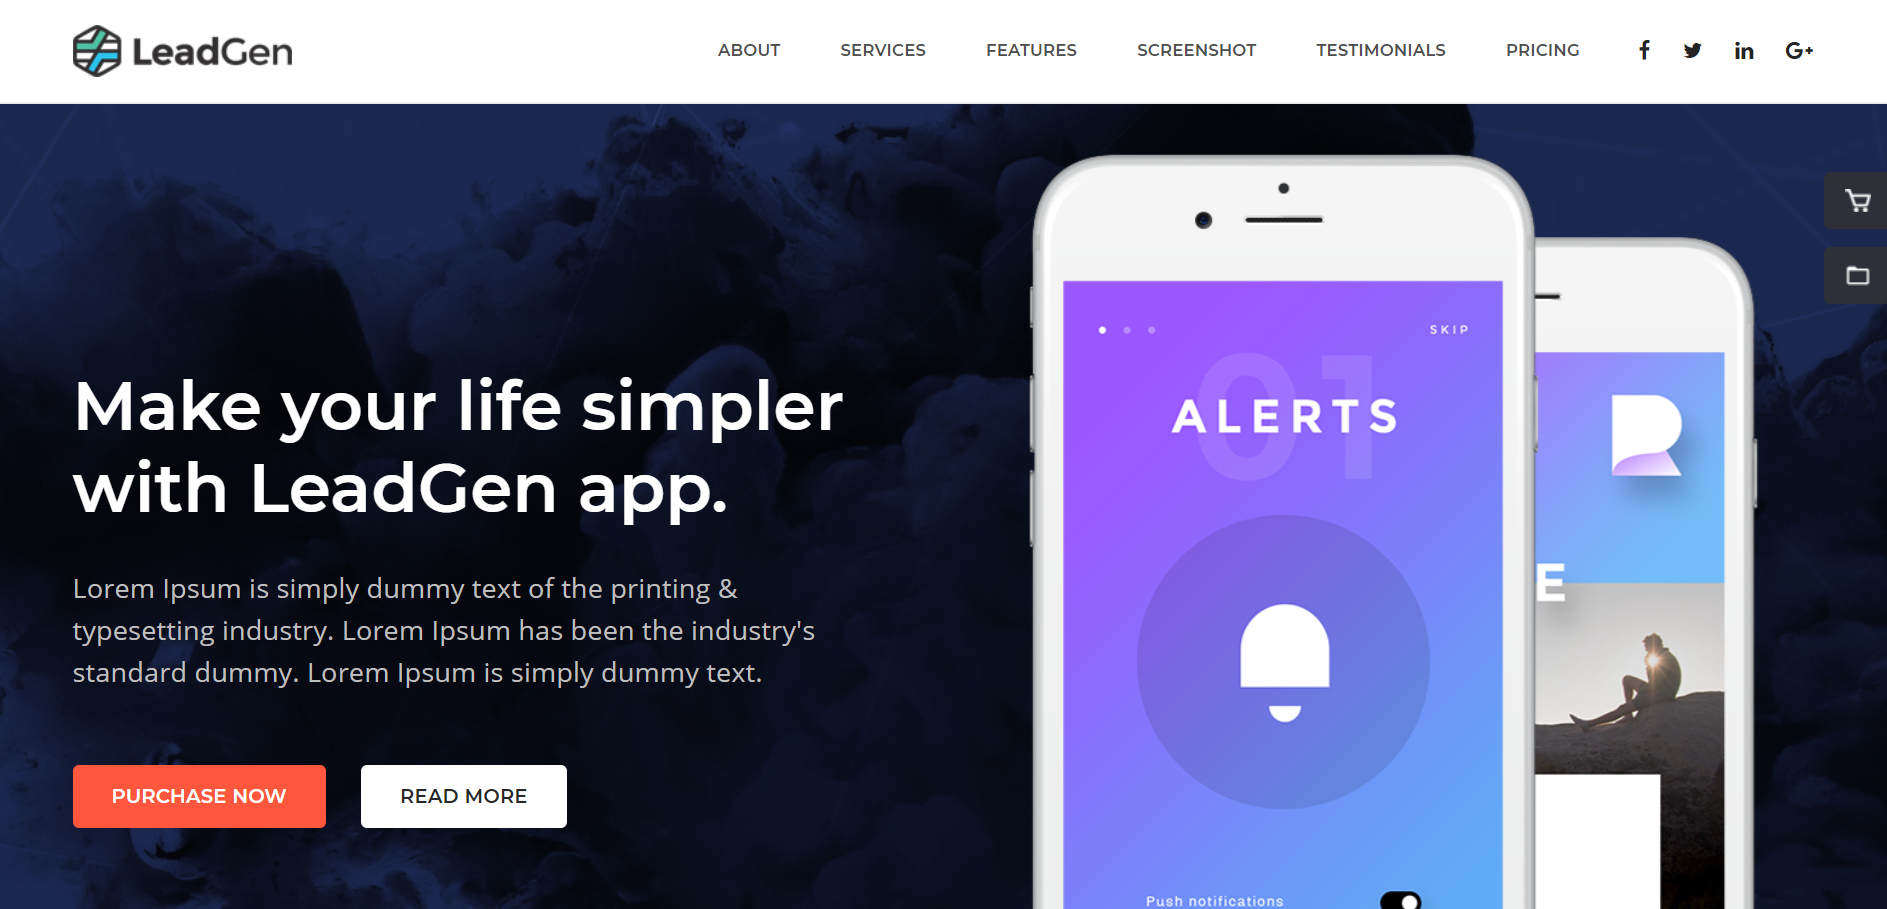 LeadGen
ABOUT
SERVICES
FEATURES
SCREENSHOT
TESTIMONIALS
PRICING
Make your life simpler
with LeadGen app.
Lorem Ipsum is simply dummy text of the printing &
typesetting industry. Lorem Ipsum has been the industry's
standard dummy. Lorem Ipsum is simply dummy text.
PURCHASE NOW
READ MORE
SKIP
01
ALERTS
Push notifications
R
E